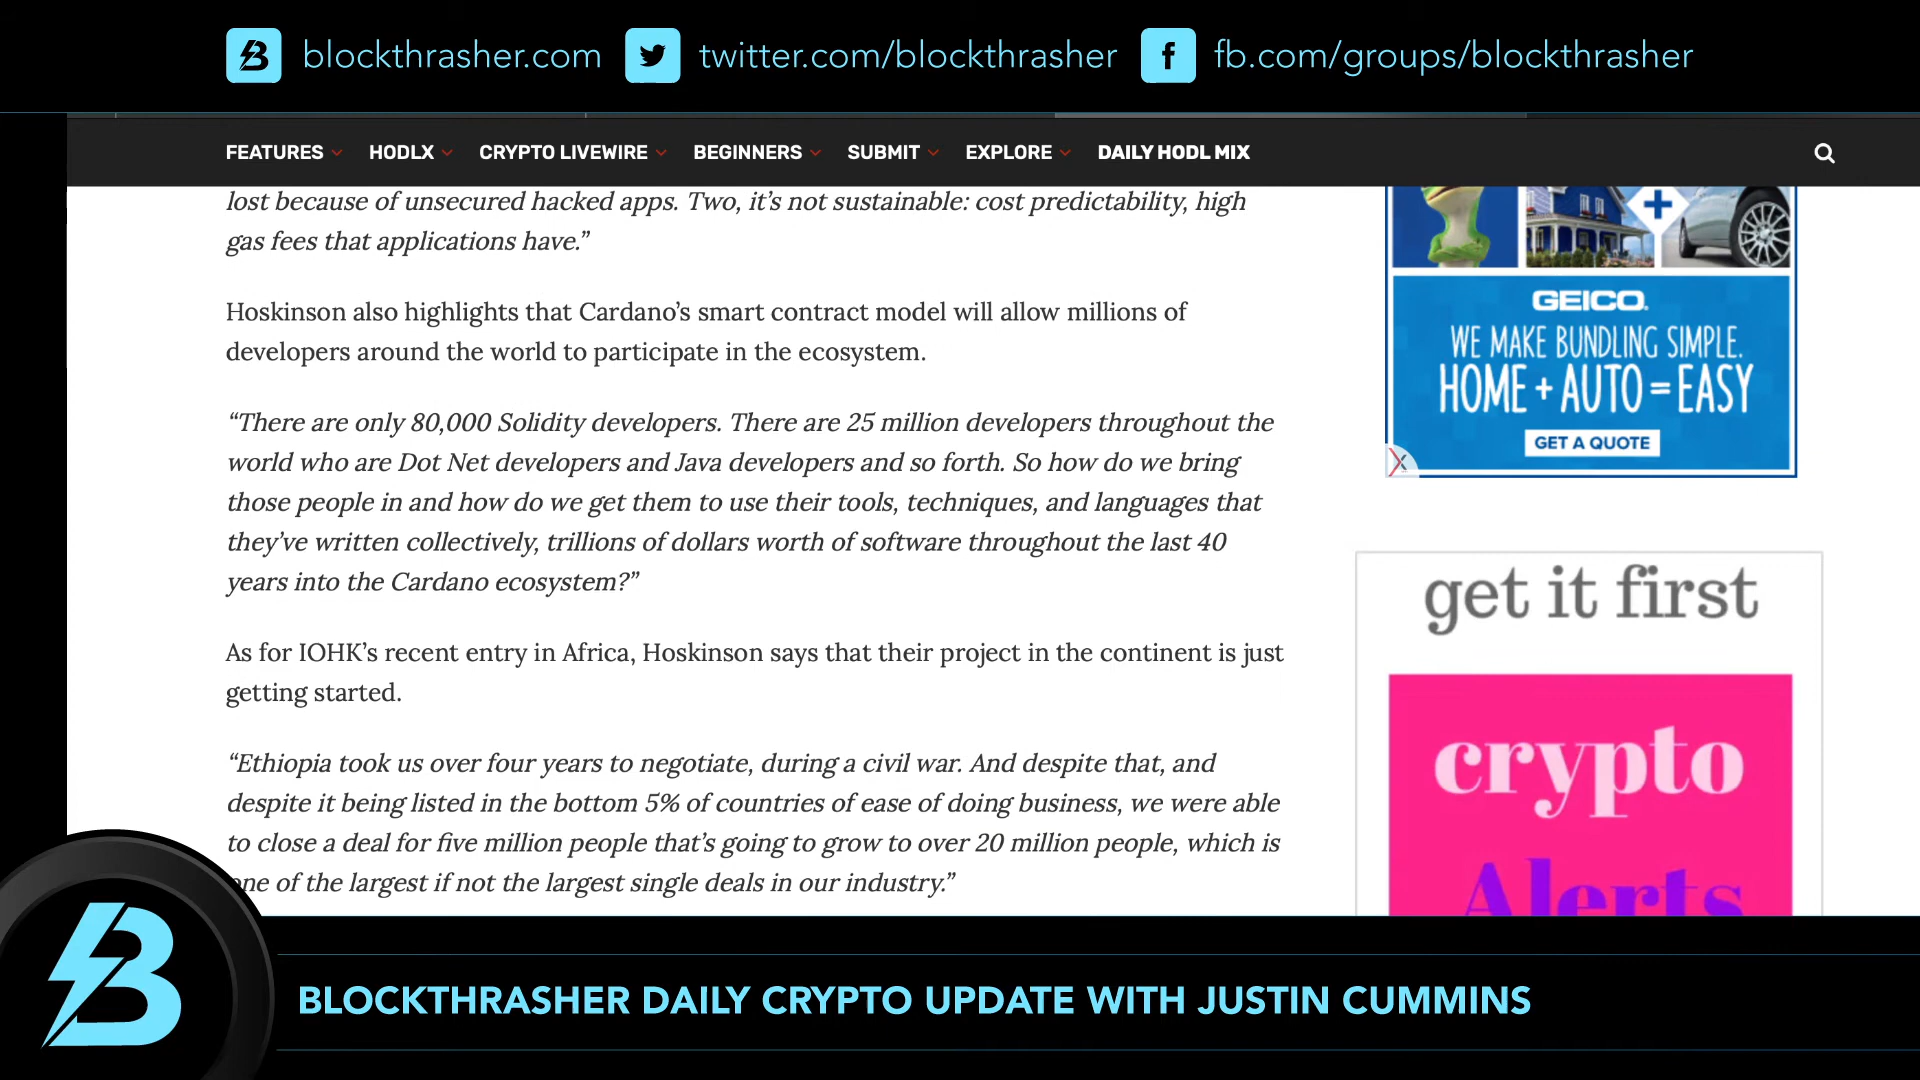 blockthrasher.com twitter.com/blockthrasher fb.com/groups/blockthrasher
FEATURES HODLX CRYPTO LIVEWIRE BEGINNERS SUBMIT EXPLORE DAILY HODL MIX
lost because of unsecured hacked apps. Two, it’s not sustainable: cost predictability, high
gas fees that applications have.”
Hoskinson also highlights that Cardano’s smart contract model will allow millions of
developers around the world to participate in the ecosystem.
“There are only 80,000 Solidity developers. There are 25 million developers throughout the
world who are Dot Net developers and Java developers and so forth. So how do we bring
those people in and how do we get them to use their tools, techniques, and languages that
they’ve written collectively, trillions of dollars worth of software throughout the last 40
years into the Cardano ecosystem?”
As for IOHK’s recent entry in Africa, Hoskinson says that their project in the continent is just
getting started.
“Ethiopia took us over four years to negotiate, during a civil war. And despite that, and
despite it being listed in the bottom 5% of countries of ease of doing business, we were able
to close a deal for five million people that’s going to grow to over 20 million people, which is
one of the largest if not the largest single deals in our industry.”
GEICO.
WE MAKE BUNDLING SIMPLE.
HOME + AUTO = EASY
GET A QUOTE
get it first
crypto
Alerts
B
BLOCKTHRASHER DAILY CRYPTO UPDATE WITH JUSTIN CUMMINS